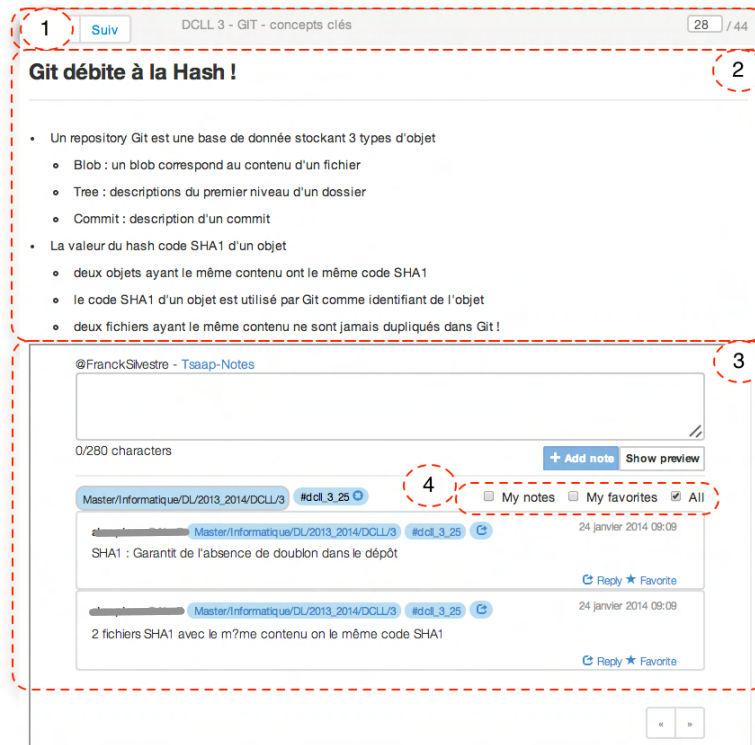 1 Suiv DCLL 3 - GIT - concepts clés 28 / 44
Git débite à la Hash ! 2
• Un repository Git est une base de donnée stockant 3 types d'objet
Blob : un blob correspond au contenu d'un fichier
Tree : descriptions du premier niveau d'un dossier
Commit : description d'un commit
• La valeur du hash code SHA1 d'un objet
deux objets ayant le même contenu ont le même code SHA1
le code SHA1 d'un objet est utilisé par Git comme identifiant de l'objet
deux fichiers ayant le même contenu ne sont jamais dupliqués dans Git !
3
@FranckSilvestre - Tsaap-Notes
0/280 characters
+ Add note Show preview
4
Master/Informatique/DL/2013_2014/DCLL/3 #dcll_3_25 My notes My favorites All
Master/Informatique/DL/2013_2014/DCLL/3 #dcll_3_25 24 janvier 2014 09:09
SHA1 : Garantit de l'absence de doublon dans le dépôt
Reply ★ Favorite
Master/Informatique/DL/2013_2014/DCLL/3 #dcll_3_25 24 janvier 2014 09:09
2 fichiers SHA1 avec le m?me contenu on le même code SHA1
Reply ★ Favorite
« »